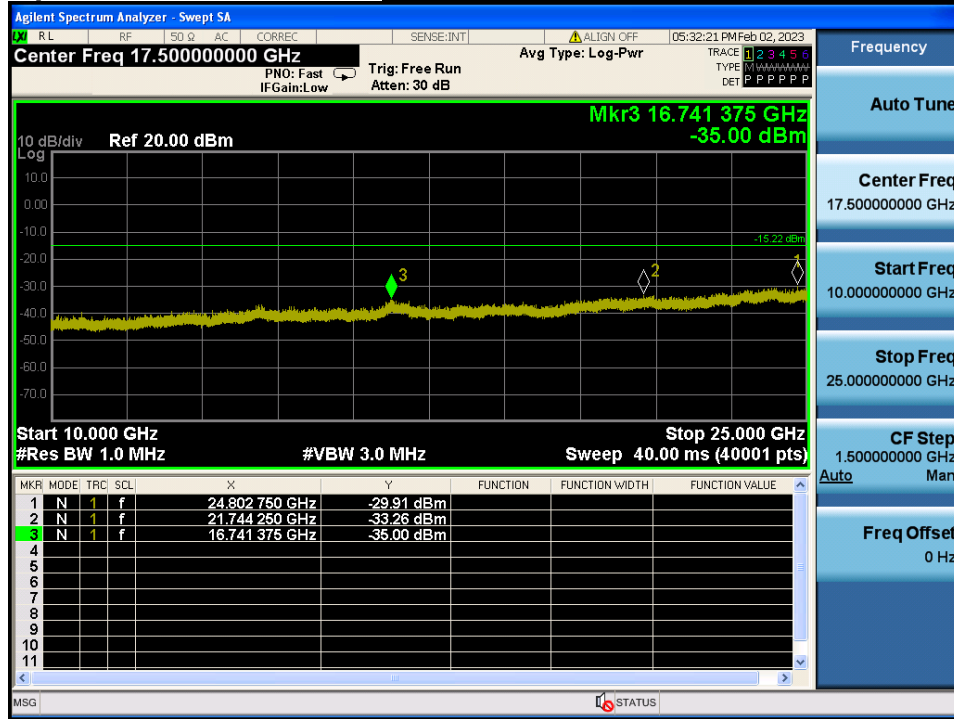 Agilent Spectrum Analyzer - Swept SA
LXI RL RF 50 Ω AC CORREC SENSE:INT ALIGN OFF 05:32:21 PM Feb 02, 2023
Center Freq 17.500000000 GHz
PNO: Fast
IFGain:Low
Trig: Free Run
Atten: 30 dB
Avg Type: Log-Pwr
TRACE 1 2 3 4 5 6
TYPE M WWWWW
DET P P P P P P
Mkr3 16.741 375 GHz
-35.00 dBm
10 dB/div Ref 20.00 dBm
Log
10.0
0.00
-10.0
-15.22 dBm
-20.0
-30.0
-40.0
-50.0
-60.0
-70.0
3
2
1
Start 10.000 GHz Stop 25.000 GHz
#Res BW 1.0 MHz #VBW 3.0 MHz Sweep 40.00 ms (40001 pts)
MKR MODE TRC SCL X Y FUNCTION FUNCTION WIDTH FUNCTION VALUE
1 N 1 f 24.802 750 GHz -29.91 dBm
2 N 1 f 21.744 250 GHz -33.26 dBm
3 N 1 f 16.741 375 GHz -35.00 dBm
4
5
6
7
8
9
10
11
MSG STATUS
Frequency
Auto Tune
Center Freq
17.500000000 GHz
Start Freq
10.000000000 GHz
Stop Freq
25.000000000 GHz
CF Step
1.500000000 GHz
Auto Man
Freq Offset
0 Hz